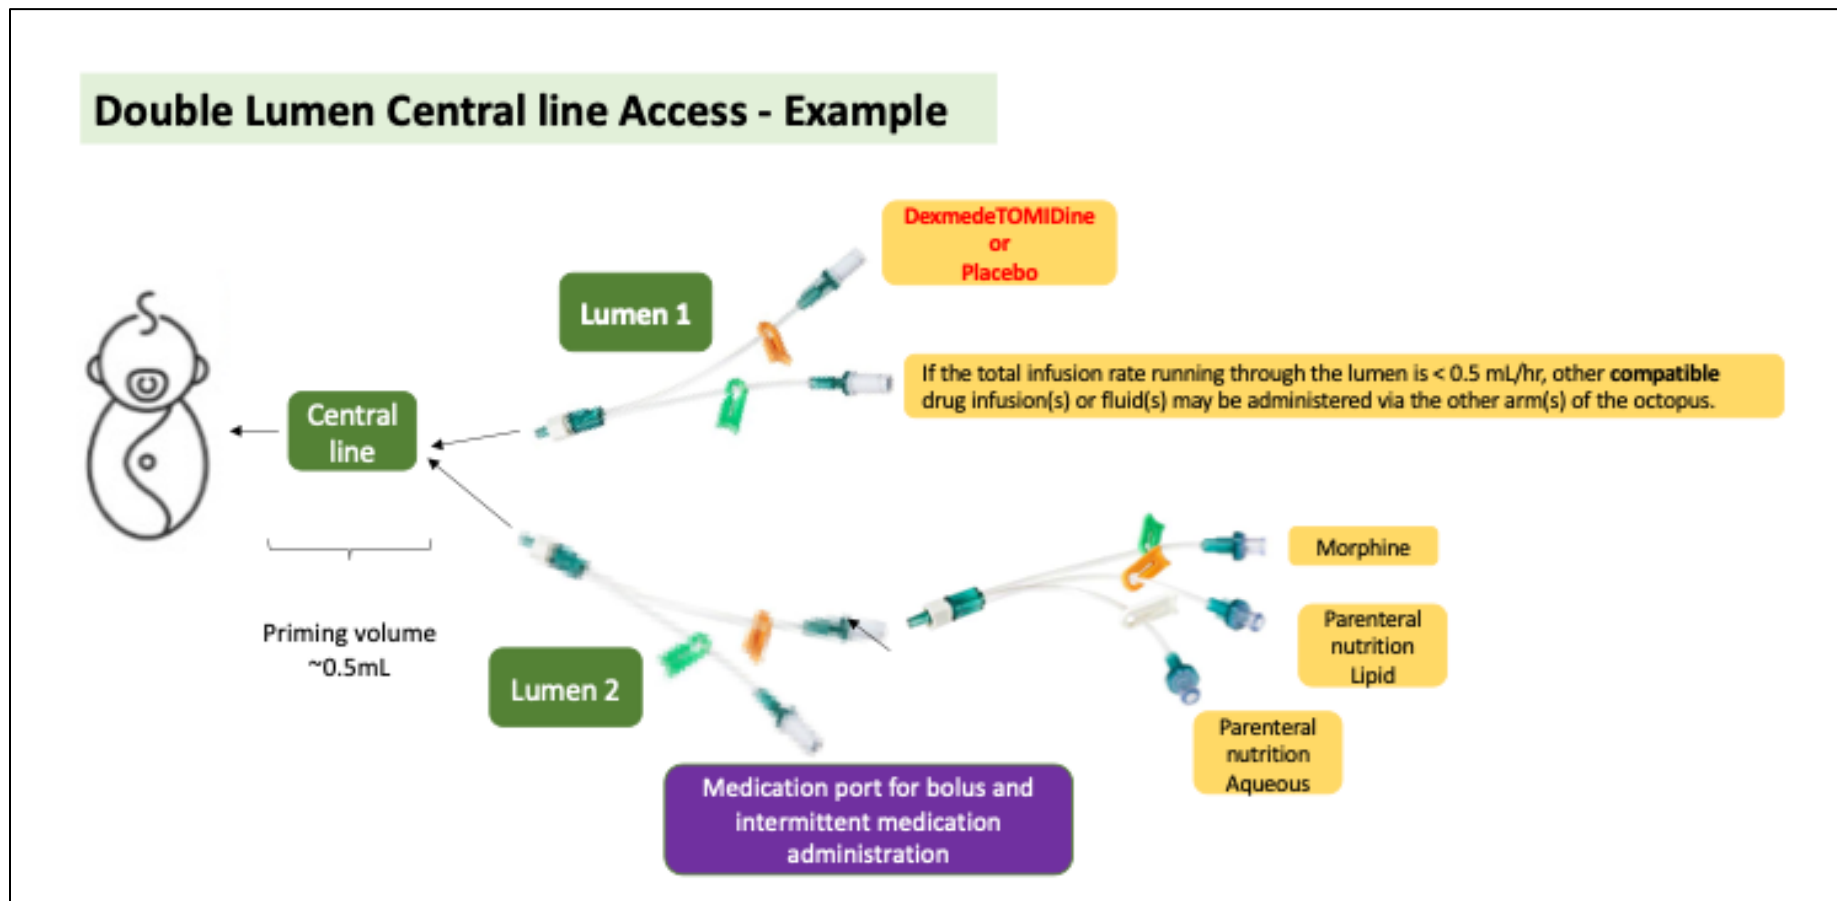 Double Lumen Central line Access - Example
DexmedeTOMIDine
or
Placebo
Lumen 1
If the total infusion rate running through the lumen is < 0.5 mL/hr, other compatible
drug infusion(s) or fluid(s) may be administered via the other arm(s) of the octopus.
Central
line
Morphine
Parenteral
nutrition
Lipid
Priming volume
~0.5mL
Lumen 2
Parenteral
nutrition
Aqueous
Medication port for bolus and
intermittent medication
administration